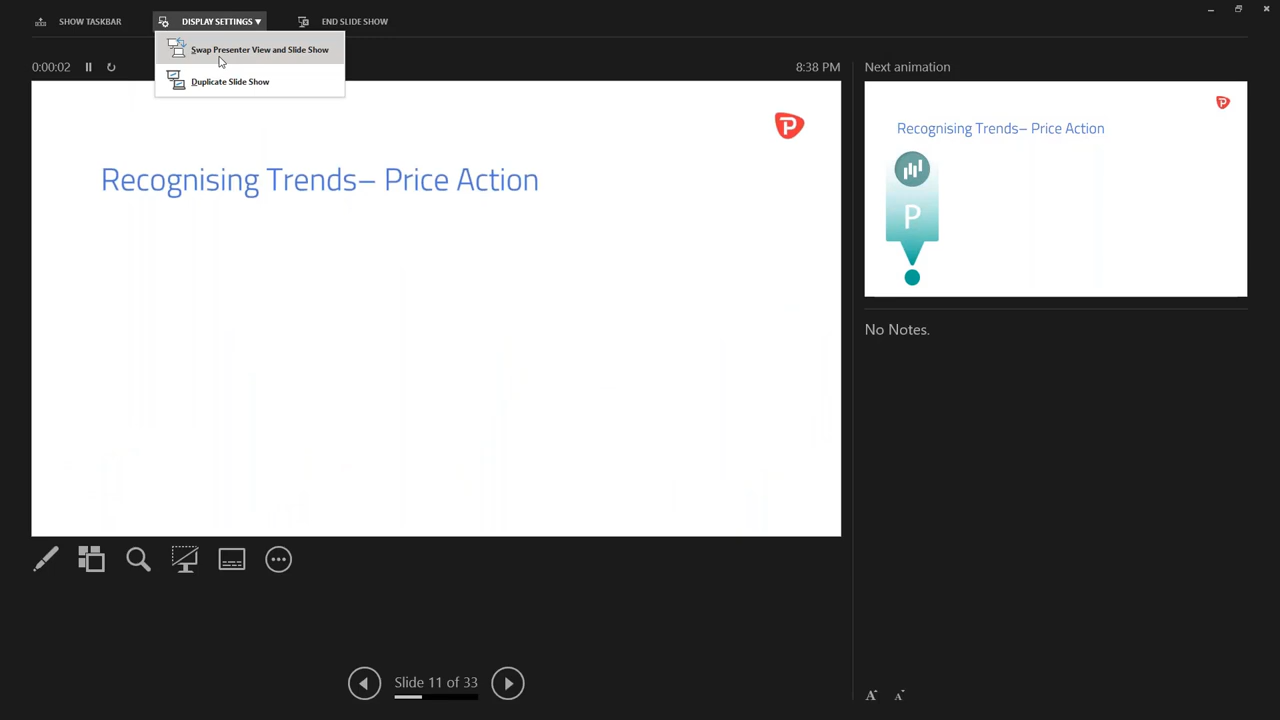 SHOW TASKBAR
DISPLAY SETTINGS ▼
END SLIDE SHOW
Swap Presenter View and Slide Show
Duplicate Slide Show
0:00:02
8:38 PM
Next animation
P
Recognising Trends– Price Action
P
Recognising Trends– Price Action
P
No Notes.
Slide 11 of 33
A
A